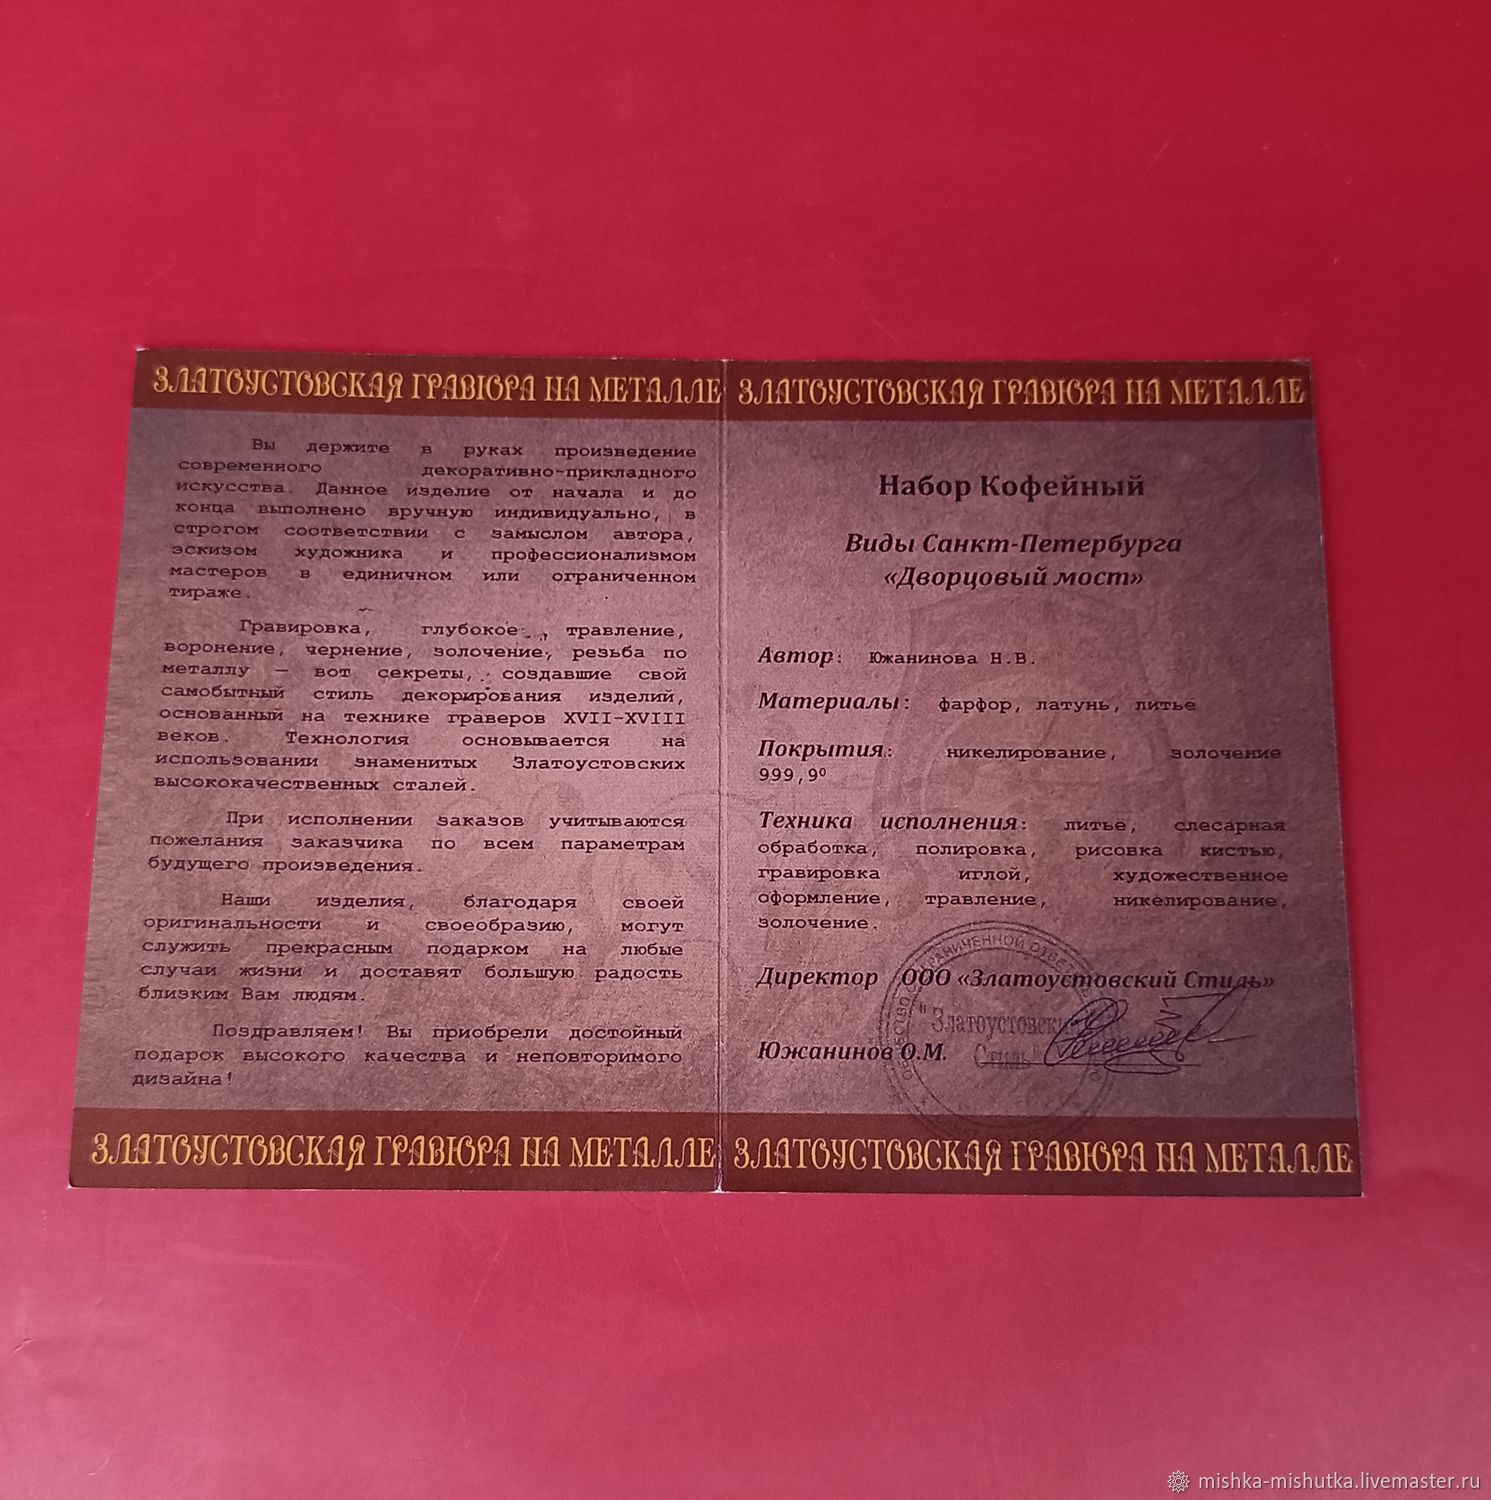 ЗЛАТОУСТОВСКАЯ ГРАВЮРА НА МЕТАЛЛЕ
Вы держите в руках произведение
современного декоративно-прикладного
искусства. Данное изделие от начала и до
конца выполнено вручную индивидуально, в
строгом соответствии с замыслом автора,
эскизом художника и профессионализмом
мастеров в единичном или ограниченном
тираже.
Гравировка, глубокое травление,
воронение, чернение, золочение, резьба по
металлу – вот секреты, создавшие свой
самобытный стиль декорирования изделий,
основанный на технике граверов XVII-XVIII
веков. Технология основывается на
использовании знаменитых Златоустовских
высококачественных сталей.
При исполнении заказов учитываются
пожелания заказчика по всем параметрам
будущего произведения.
Наши изделия, благодаря своей
оригинальности и своеобразию, могут
служить прекрасным подарком на любые
случаи жизни и доставят большую радость
близким Вам людям.
Поздравляем! Вы приобрели достойный
подарок высокого качества и неповторимого
дизайна!
ЗЛАТОУСТОВСКАЯ ГРАВЮРА НА МЕТАЛЛЕ
ЗЛАТОУСТОВСКАЯ ГРАВЮРА НА МЕТАЛЛЕ
Набор Кофейный
Виды Санкт-Петербурга
«Дворцовый мост»
Автор: Южанинова Н.В.
Материалы: фарфор, латунь, литье
Покрытия: никелирование, золочение
999,9º
Техника исполнения: литье, слесарная
обработка, полировка, рисовка кистью,
гравировка иглой, художественное
оформление, травление, никелирование,
золочение.
Директор ООО «Златоустовский Стиль»
"Златоустовский
Стиль"
Южанинов О.М.
ЗЛАТОУСТОВСКАЯ ГРАВЮРА НА МЕТАЛЛЕ
mishka-mishutka.livemaster.ru